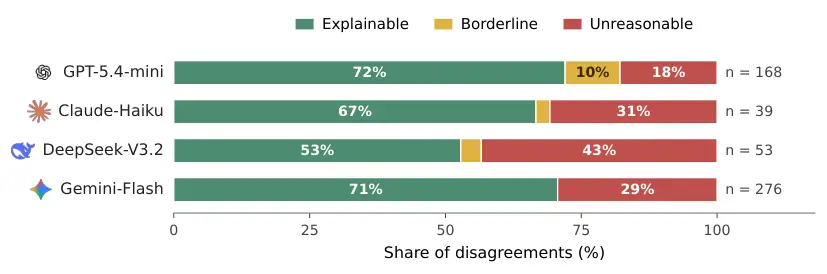 Explainable Borderline Unreasonable
GPT-5.4-mini 72% 10% 18% n = 168
Claude-Haiku 67% 31% n = 39
DeepSeek-V3.2 53% 43% n = 53
Gemini-Flash 71% 29% n = 276
0 25 50 75 100
Share of disagreements (%)